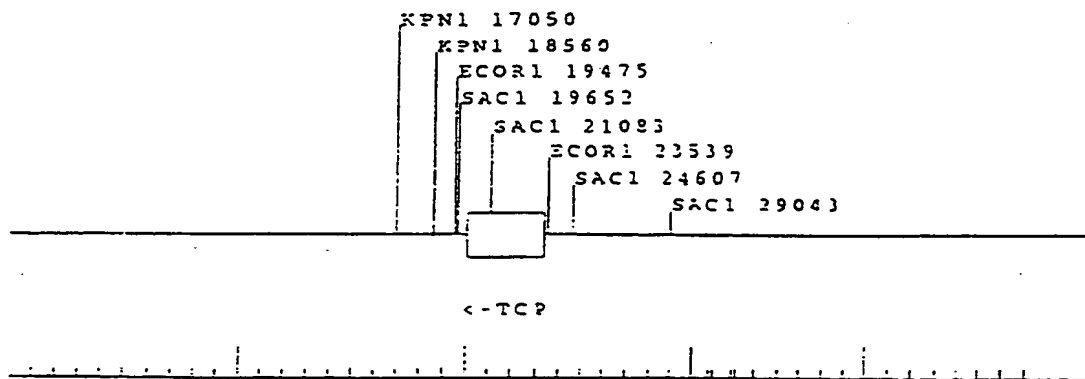 KPN1 17050
KPN1 18560
ECOR1 19475
SAC1 19652
SAC1 21083
ECOR1 23539
SAC1 24607
SAC1 29043
<-TCP